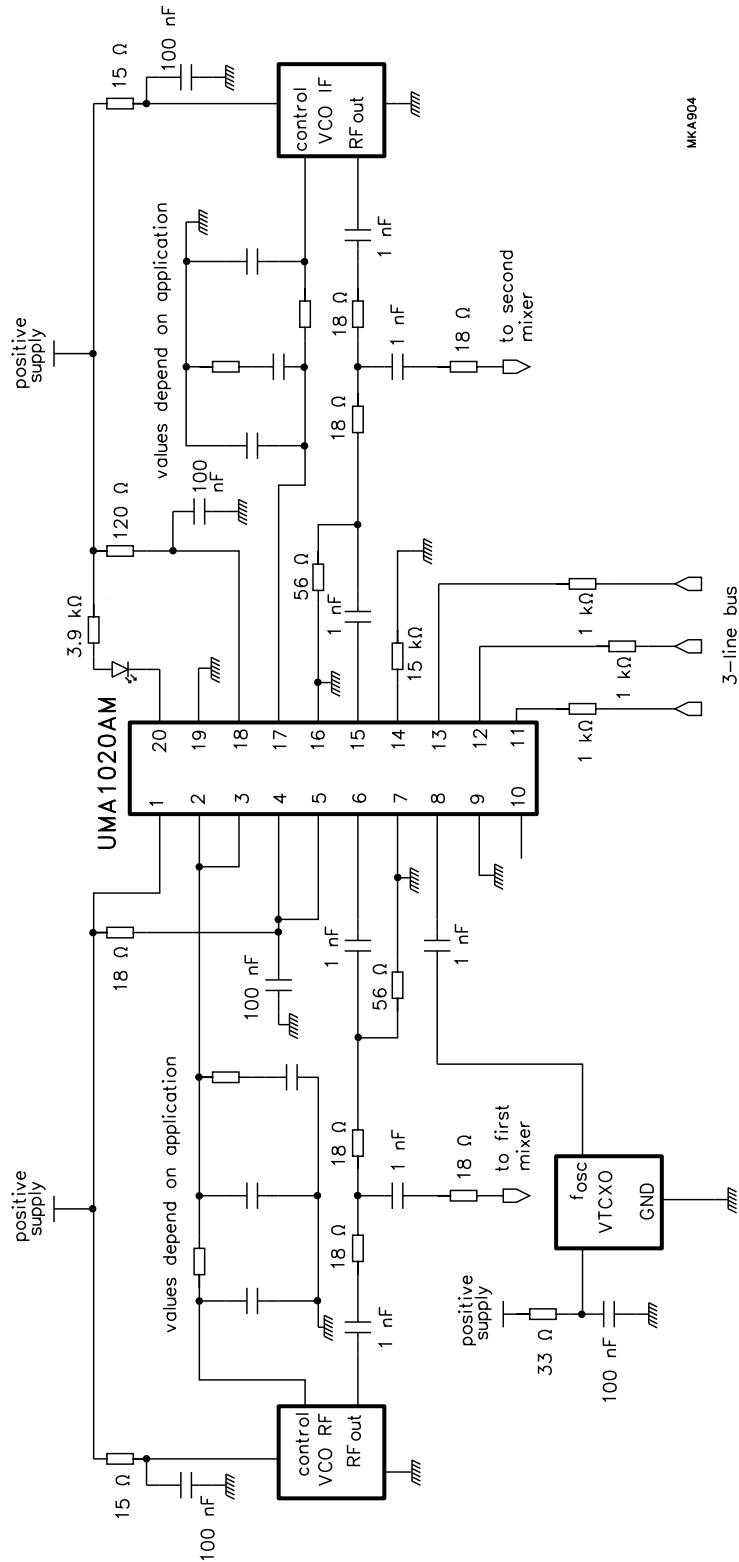 positive
supply
positive
supply
15 Ω
100 nF
18 Ω
UMA1020AM
3.9 kΩ
120 Ω
100
nF
15 Ω
100 nF
values depend on application
values depend on application
control
VCO RF
RF out
control
VCO IF
RF out
1 nF
18 Ω
18 Ω
1 nF
18 Ω
to first
mixer
100 nF
1 nF
56 Ω
1 nF
1
2
3
4
5
6
7
8
9
10
20
19
18
17
16
15
14
13
12
11
56 Ω
1 nF
15 kΩ
18 Ω
18 Ω
1 nF
1 nF
18 Ω
to second
mixer
1 kΩ
1 kΩ
1 kΩ
3–line bus
positive
supply
33 Ω
100 nF
fosc
VTCXO
GND
MKA904